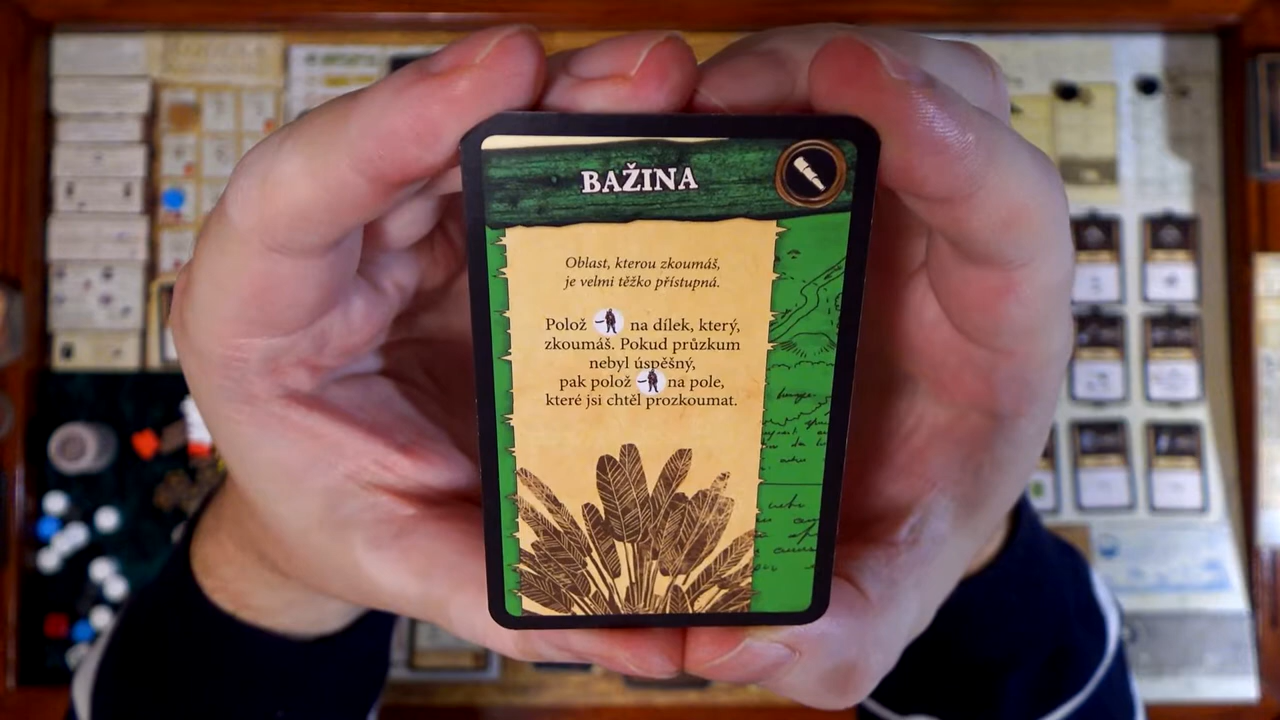 BAŽINA
Oblast, kterou zkoumáš,
je velmi těžko přístupná.
Polož na dílek, který,
zkoumáš. Pokud průzkum
nebyl úspěšný,
pak polož na pole,
které jsi chtěl prozkoumat.